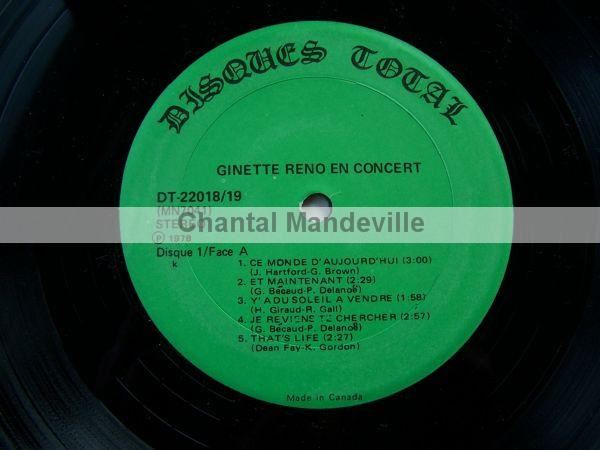 DISQUES TOTAL
GINETTE RENO EN CONCERT
DT-22018/19
(MN7041)
STEREO
Chantal Mandeville
℗ 1978
Disque 1/Face A
k
1. CE MONDE D'AUJOURD'HUI (3:00)
(J. Hartford-G. Brown)
2. ET MAINTENANT (2:29)
(G. Bécaud-P. Delanoë)
3. Y'A DU SOLEIL A VENDRE (1:58)
(H. Giraud-R. Gall)
4. JE REVIENS TE CHERCHER (2:57)
(G. Bécaud-P. Delanoë)
5. THAT'S LIFE (2:27)
(Dean Fay-K. Gordon)
Made in Canada